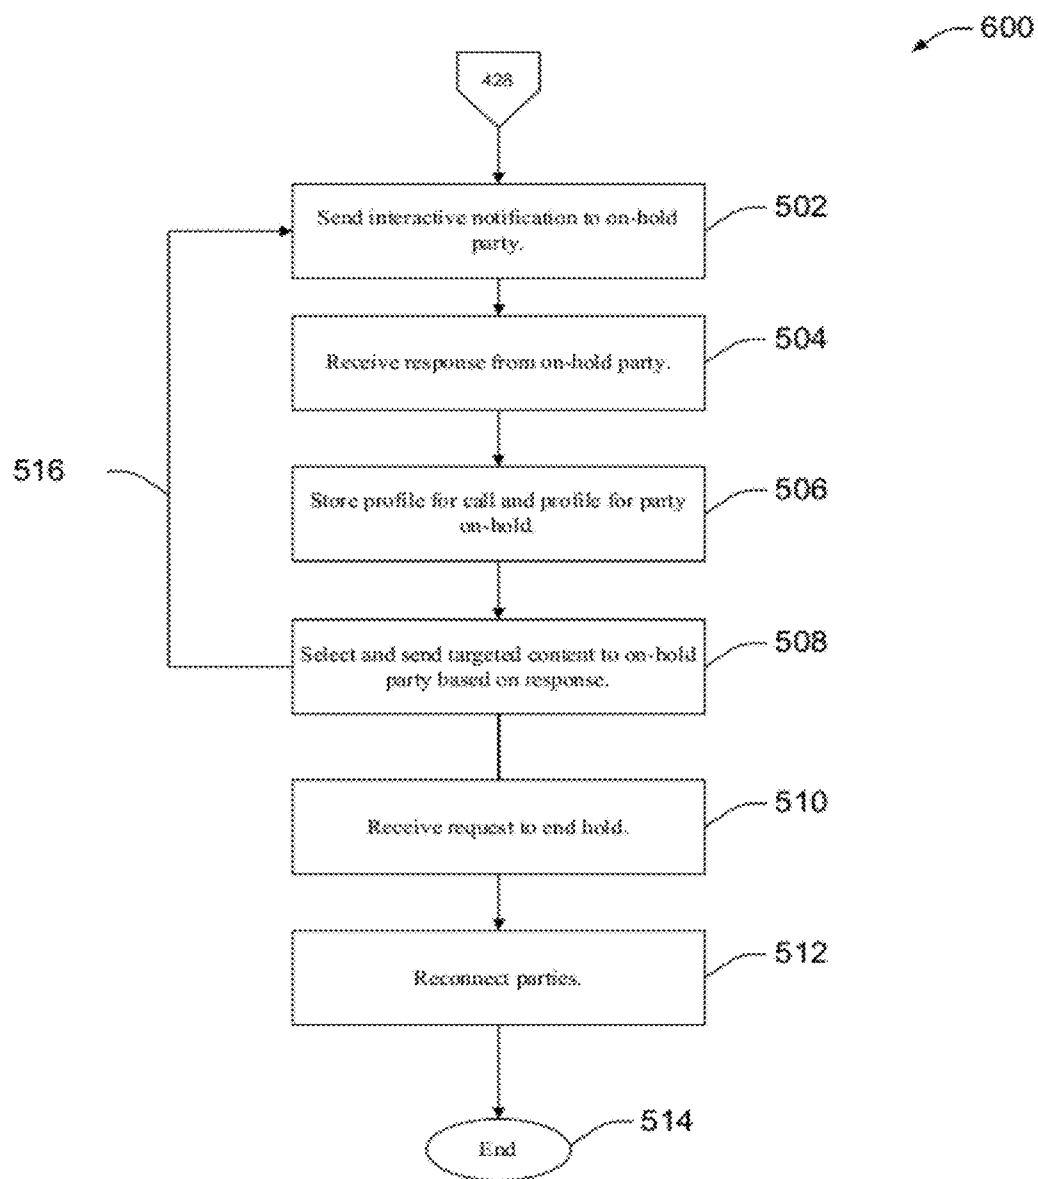 600
428
Send interactive notification to on-hold
party.
502
Receive response from on-hold party.
504
516
Store profile for call and profile for party
on-hold.
506
Select and send targeted content to on-hold
party based on response.
508
Receive request to end hold.
510
Reconnect parties.
512
End
514